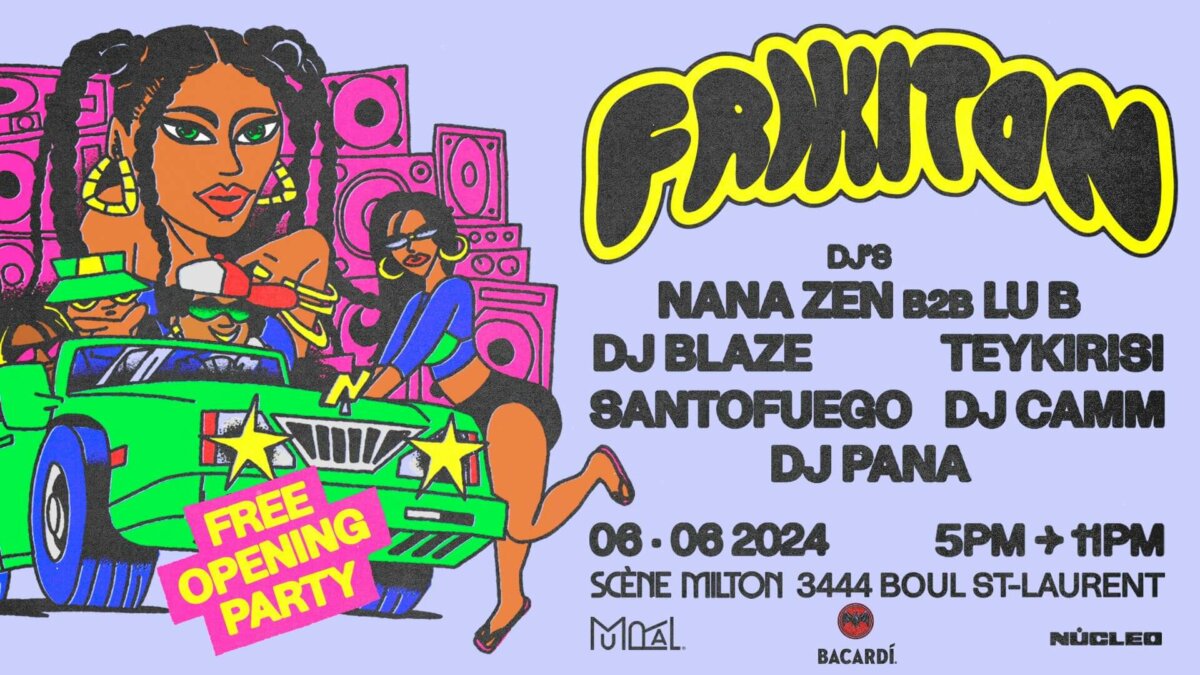 FRKKITON
DJ'S
NANA ZEN B2B LU B
DJ BLAZE TEYKIRISI
SANTOFUEGO DJ CAMM
DJ PANA
06 · 06 2024 5PM → 11PM
SCÈNE MILTON 3444 BOUL ST-LAURENT
MURAL
BACARDÍ.
NÚCLEO
FREE
OPENING
PARTY
N